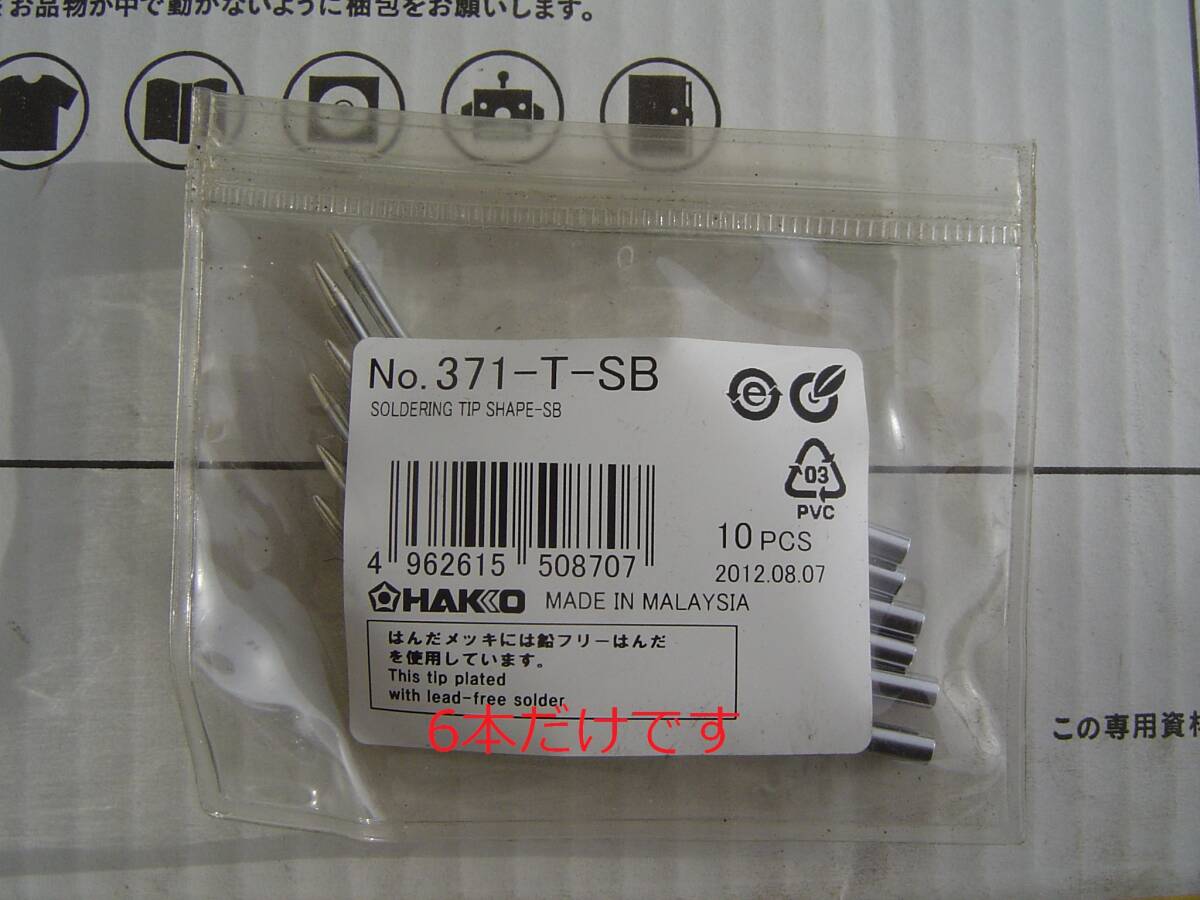 お品物が中で動かないように梱包をお願いします。
No. 371-T-SB
SOLDERING TIP SHAPE-SB
e
03
PVC
10 PCS
4 962615 508707
2012.08.07
HAKKO MADE IN MALAYSIA
はんだメッキには鉛フリーはんだ
を使用しています。
This tip plated
with lead-free solder
6本だけです
この専用資材